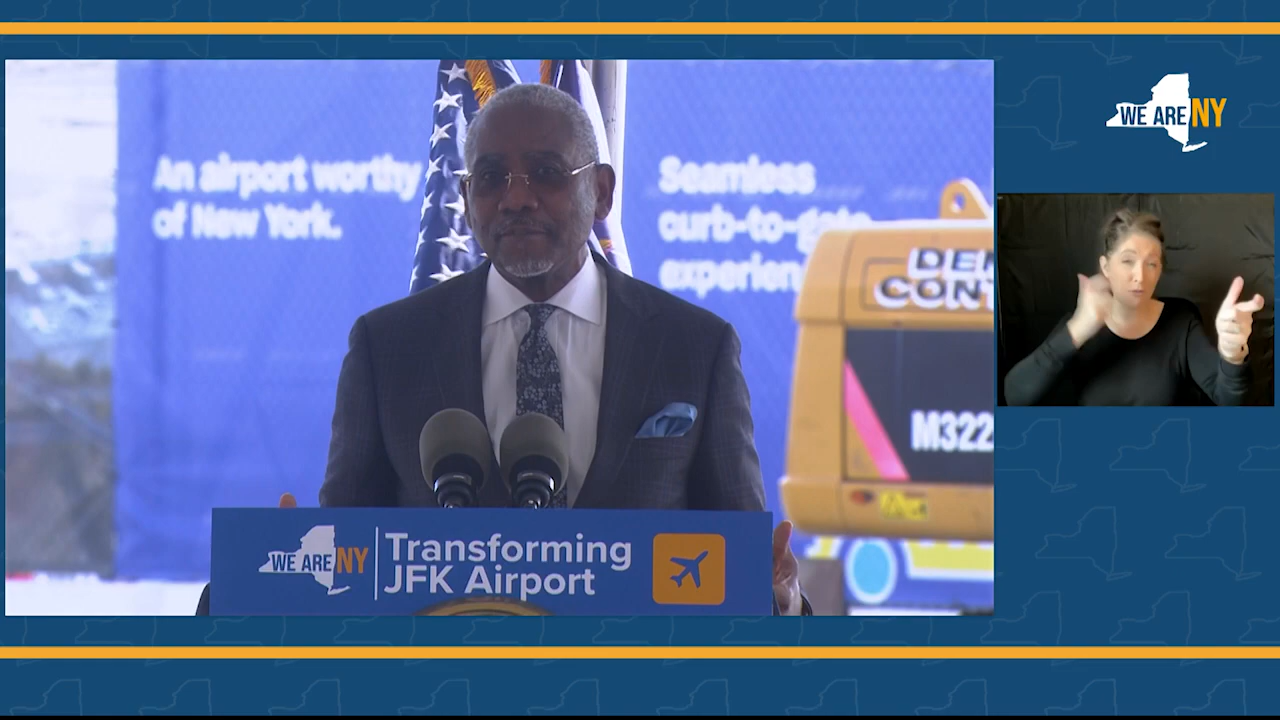 An airport worthy
of New York.
Seamless
curb-to-gate
experien
WE ARE NY
DEM
CONT
M322
WE ARE NY
Transforming
JFK Airport